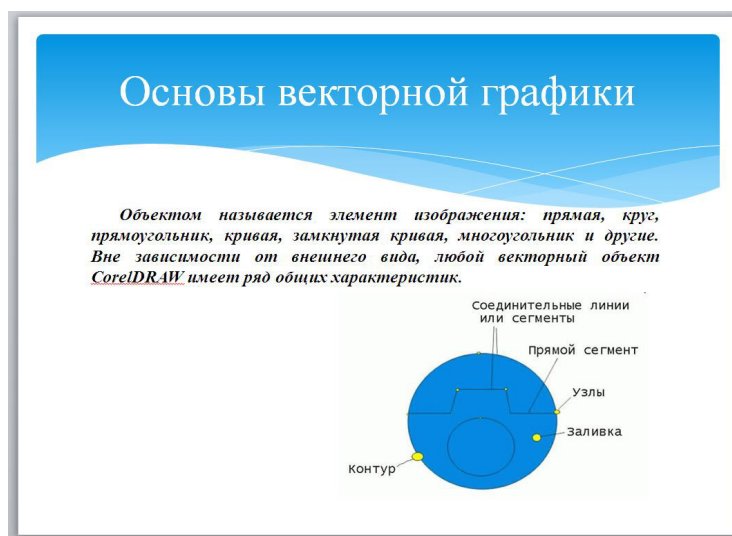 Основы векторной графики
Объектом называется элемент изображения: прямая, круг,
прямоугольник, кривая, замкнутая кривая, многоугольник и другие.
Вне зависимости от внешнего вида, любой векторный объект
CorelDRAW имеет ряд общих характеристик.
Соединительные линии
или сегменты
Прямой сегмент
Узлы
Заливка
Контур